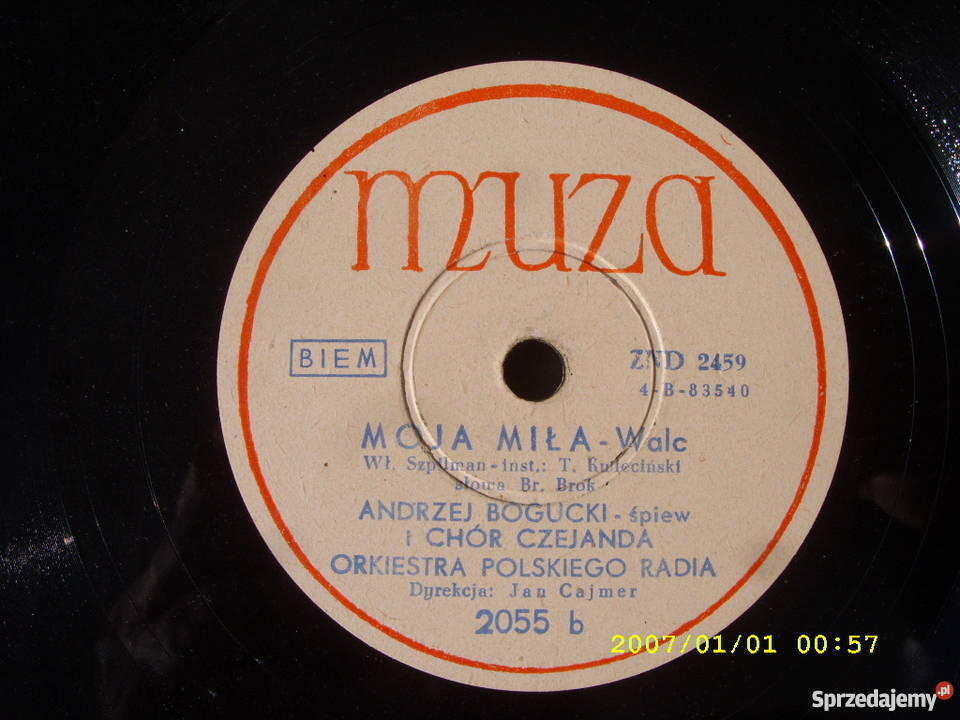 muza
BIEM
ZND 2459
4-B-83540
MOJA MIŁA - Walc
Wł. Szpilman - inst.: T. Kwieciński
słowa Br. Brok
ANDRZEJ BOGUCKI - śpiew
i CHÓR CZEJANDA
ORKIESTRA POLSKIEGO RADIA
Dyrekcja: Jan Cajmer
2055 b
2007/01/01 00:57
Sprzedajemy.pl